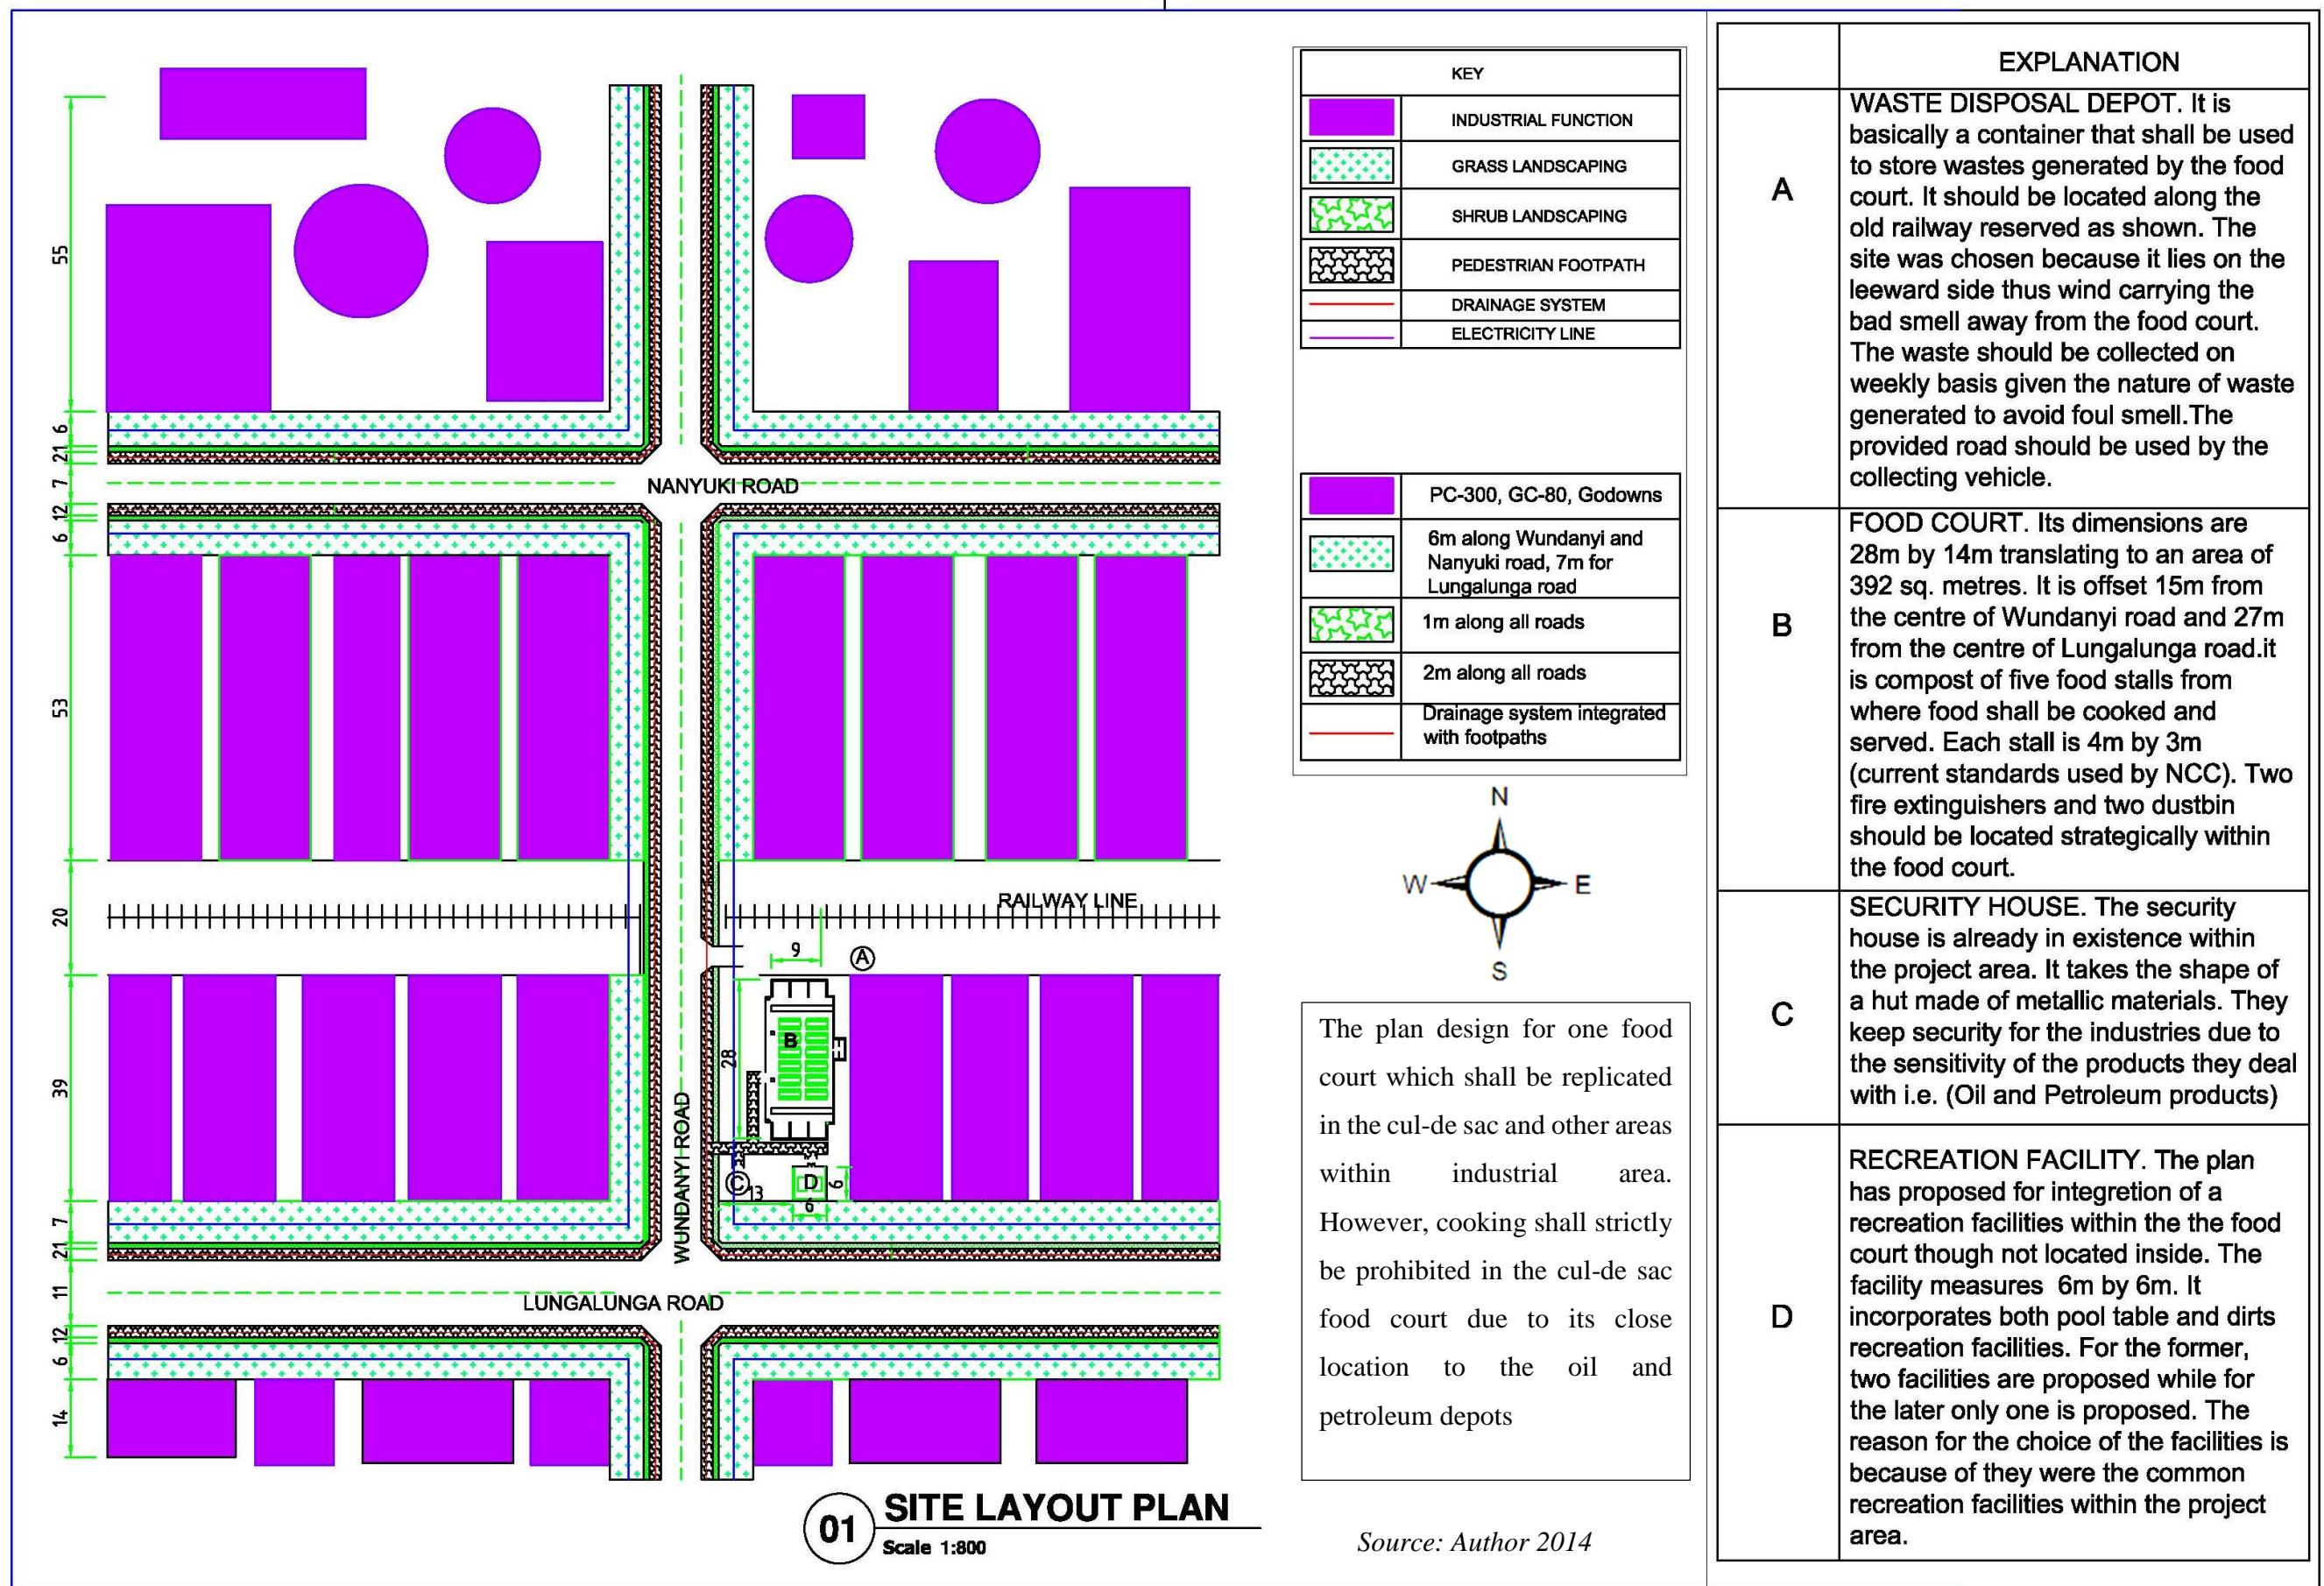 55
6
21
7
12
6
53
20
39
7
21
11
12
6
14
NANYUKI ROAD
RAILWAY LINE
9
A
B
28
WUNDANYI ROAD
C
13
D
6
6
LUNGALUNGA ROAD
01
SITE LAYOUT PLAN
Scale 1:800
KEY
INDUSTRIAL FUNCTION
GRASS LANDSCAPING
SHRUB LANDSCAPING
PEDESTRIAN FOOTPATH
DRAINAGE SYSTEM
ELECTRICITY LINE
PC-300, GC-80, Godowns
6m along Wundanyi and
Nanyuki road, 7m for
Lungalunga road
1m along all roads
2m along all roads
Drainage system integrated
with footpaths
N
W
E
S
The plan design for one food
court which shall be replicated
in the cul-de sac and other areas
within industrial area.
However, cooking shall strictly
be prohibited in the cul-de sac
food court due to its close
location to the oil and
petroleum depots
Source: Author 2014
EXPLANATION
A
WASTE DISPOSAL DEPOT. It is
basically a container that shall be used
to store wastes generated by the food
court. It should be located along the
old railway reserved as shown. The
site was chosen because it lies on the
leeward side thus wind carrying the
bad smell away from the food court.
The waste should be collected on
weekly basis given the nature of waste
generated to avoid foul smell.The
provided road should be used by the
collecting vehicle.
B
FOOD COURT. Its dimensions are
28m by 14m translating to an area of
392 sq. metres. It is offset 15m from
the centre of Wundanyi road and 27m
from the centre of Lungalunga road.it
is compost of five food stalls from
where food shall be cooked and
served. Each stall is 4m by 3m
(current standards used by NCC). Two
fire extinguishers and two dustbin
should be located strategically within
the food court.
C
SECURITY HOUSE. The security
house is already in existence within
the project area. It takes the shape of
a hut made of metallic materials. They
keep security for the industries due to
the sensitivity of the products they deal
with i.e. (Oil and Petroleum products)
D
RECREATION FACILITY. The plan
has proposed for integretion of a
recreation facilities within the the food
court though not located inside. The
facility measures 6m by 6m. It
incorporates both pool table and dirts
recreation facilities. For the former,
two facilities are proposed while for
the later only one is proposed. The
reason for the choice of the facilities is
because of they were the common
recreation facilities within the project
area.